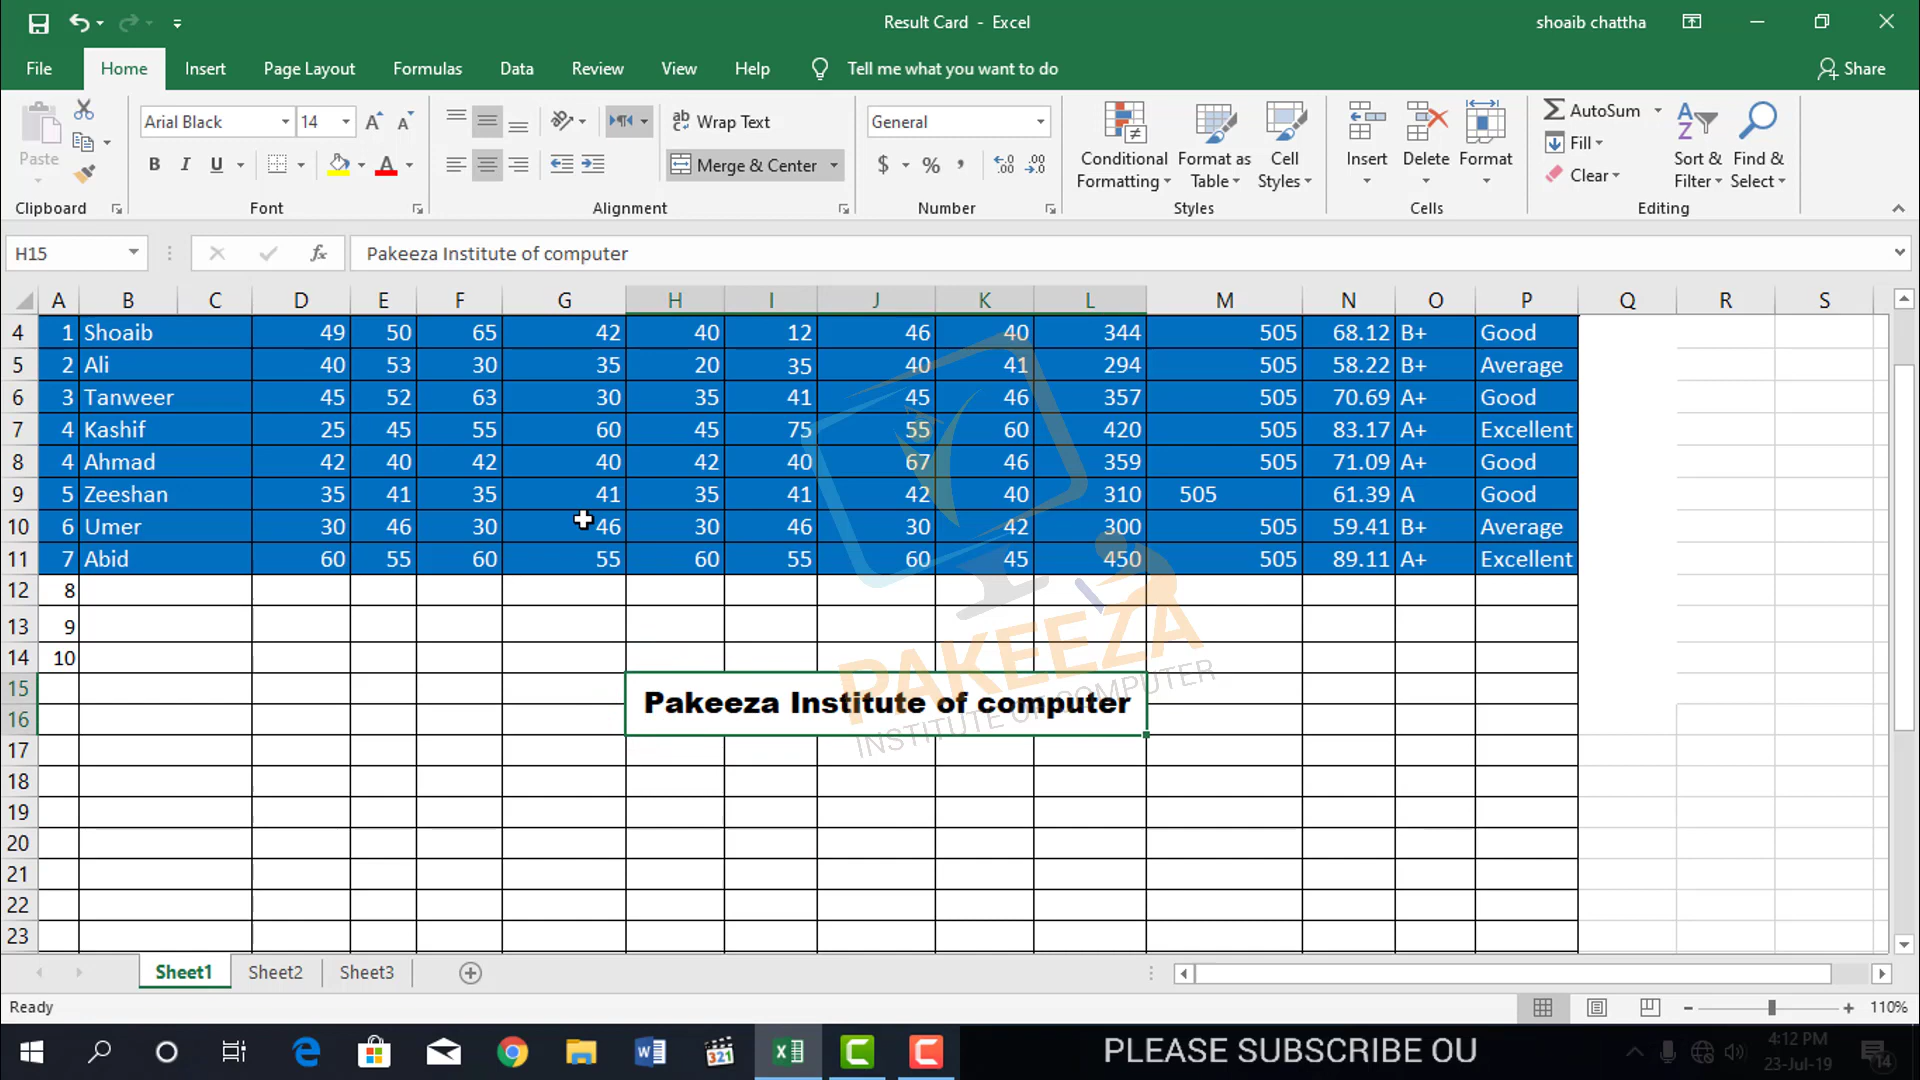 Result Card - Excel
shoaib chattha
File Home Insert Page Layout Formulas Data Review View Help Tell me what you want to do Share
Paste
Arial Black 14
Wrap Text
General
Conditional Formatting
Format as Table
Cell Styles
Insert Delete Format
AutoSum
Sort & Filter
Find & Select
B I U A
Merge & Center
$ % ,
Fill
Clear
Clipboard Font Alignment Number Styles Cells Editing
H15 fx Pakeeza Institute of computer
A B C D E F G H I J K L M N O P Q R S
4 1 Shoaib 49 50 65 42 40 12 46 40 344 505 68.12 B+ Good
5 2 Ali 40 53 30 35 20 35 40 41 294 505 58.22 B+ Average
6 3 Tanweer 45 52 63 30 35 41 45 46 357 505 70.69 A+ Good
7 4 Kashif 25 45 55 60 45 75 55 60 420 505 83.17 A+ Excellent
8 4 Ahmad 42 40 42 40 42 40 67 46 359 505 71.09 A+ Good
9 5 Zeeshan 35 41 35 41 35 41 42 40 310 505 61.39 A Good
10 6 Umer 30 46 30 46 30 46 30 42 300 505 59.41 B+ Average
11 7 Abid 60 55 60 55 60 55 60 45 450 505 89.11 A+ Excellent
12 8
13 9
14 10
15
16
Pakeeza Institute of computer
PAKEEZA
INSTITUTE OF COMPUTER
17
18
19
20
21
22
23
Sheet1 Sheet2 Sheet3
Ready
110%
PLEASE SUBSCRIBE OU
321
4:12 PM
23-Jul-19
14